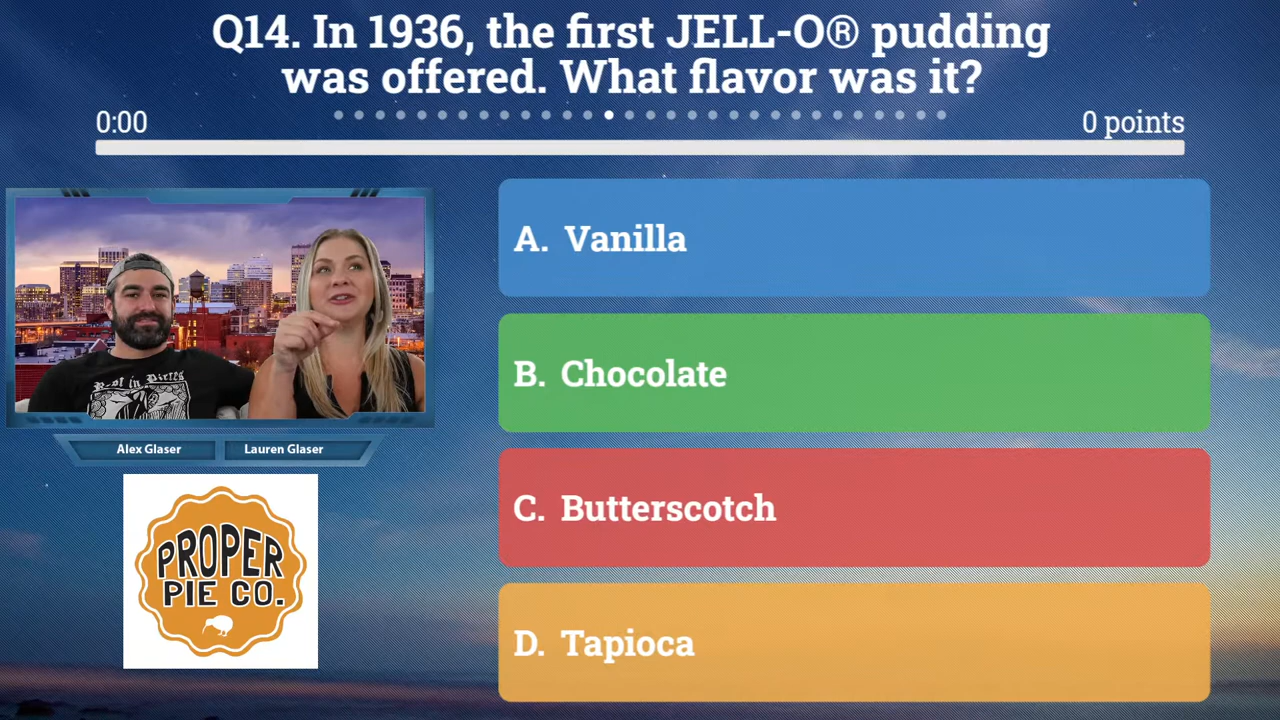 Q14. In 1936, the first JELL-O® pudding
was offered. What flavor was it?
0:00
0 points
A. Vanilla
B. Chocolate
C. Butterscotch
D. Tapioca
Alex Glaser
Lauren Glaser
PROPER
PIE CO.